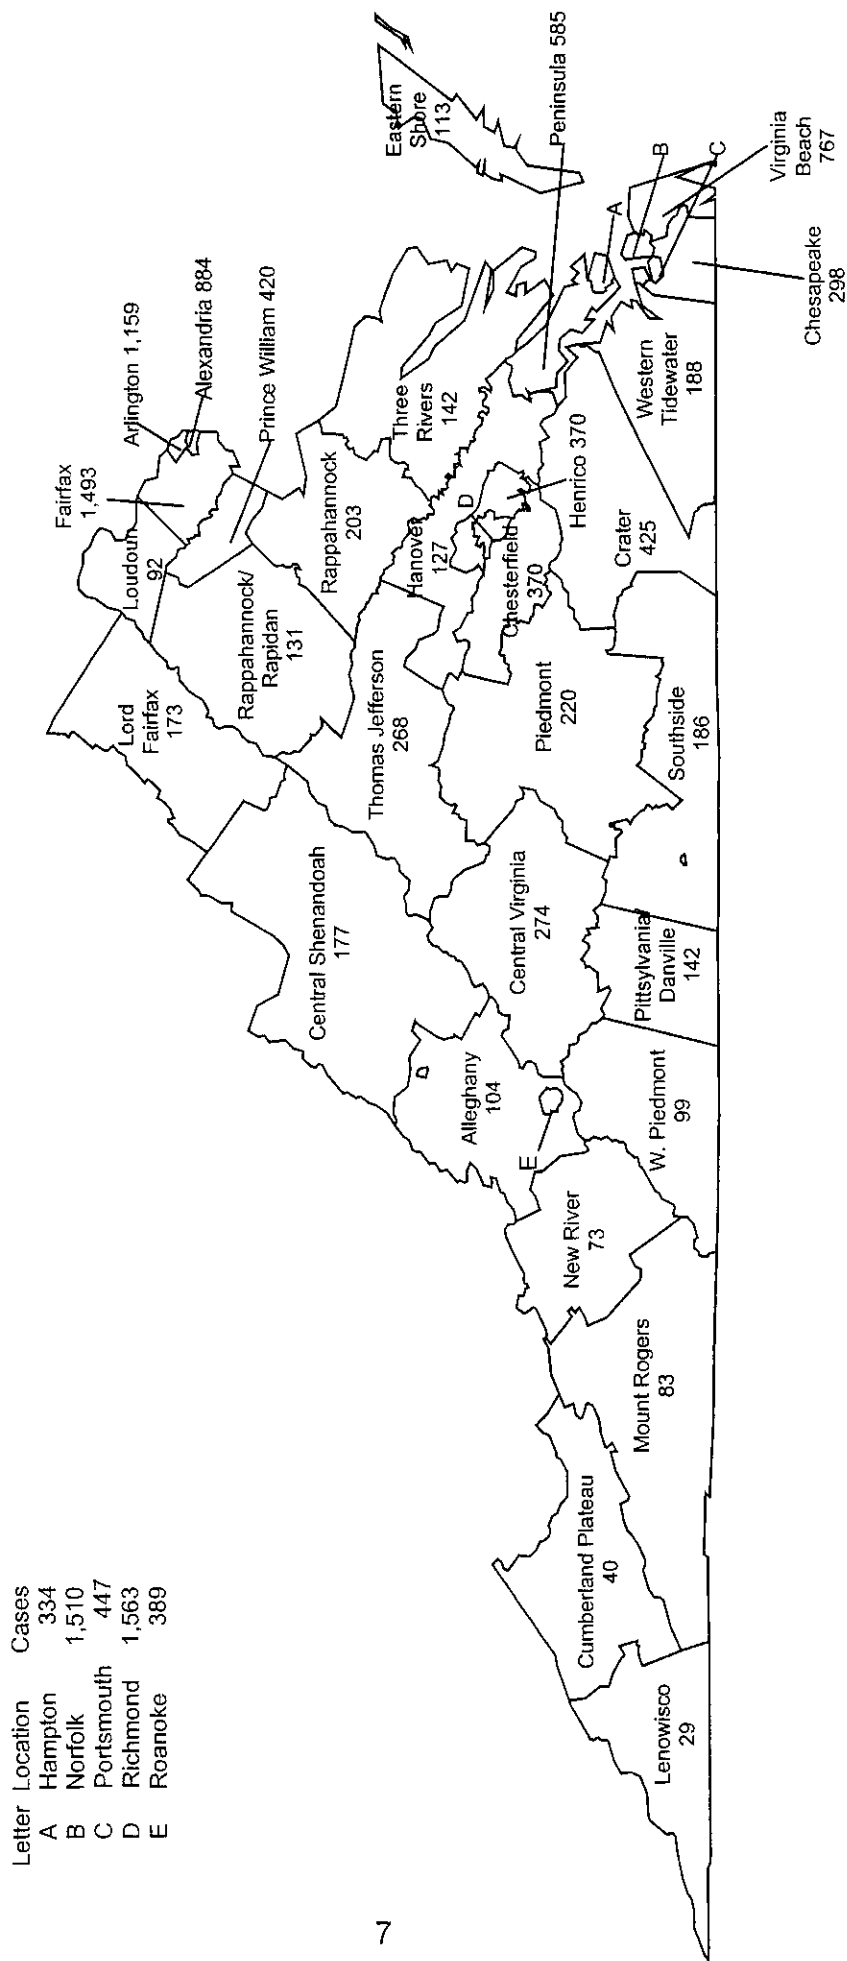 Letter Location Cases
A Hampton 334
B Norfolk 1,510
C Portsmouth 447
D Richmond 1,563
E Roanoke 389
Fairfax
1,493
Arlington 1,159
Alexandria 884
Prince William 420
Loudoun
92
Lord
Fairfax
173
Rappahannock/
Rapidan
131
Rappahannock
203
Eastern
Shore
113
Three
Rivers
142
Central Shenandoah
177
Thomas Jefferson
268
Hanover
127
D
Henrico 370
Chesterfield
370
Peninsula 585
Alleghany
104
Central Virginia
274
Piedmont
220
Crater
425
Western
Tidewater
188
A
B
C
Virginia
Beach
767
Chesapeake
298
E
New River
73
W. Piedmont
99
Pittsylvania/
Danville
142
Southside
186
Mount Rogers
83
Cumberland Plateau
40
Lenowisco
29
7